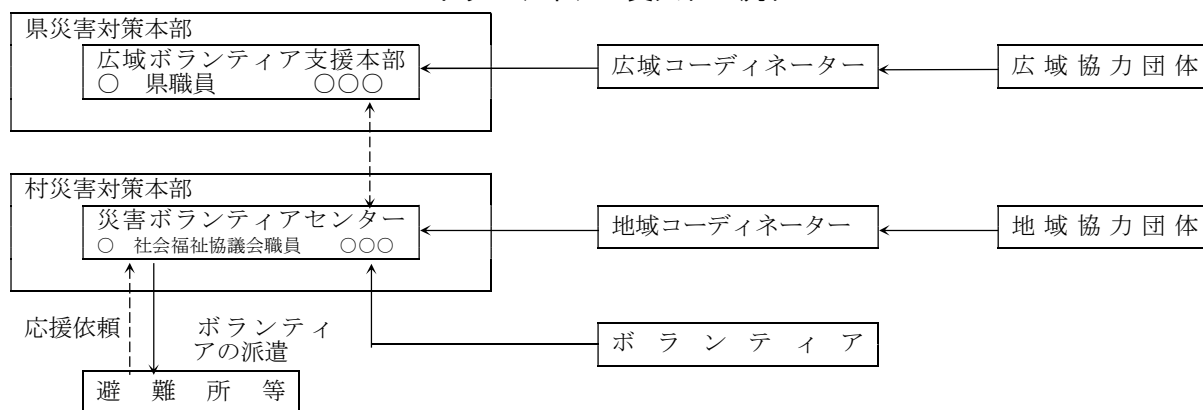 県災害対策本部
広域ボランティア支援本部
○ 県職員 ○○○
広域コーディネーター
広域協力団体
村災害対策本部
災害ボランティアセンター
○ 社会福祉協議会職員 ○○○
地域コーディネーター
地域協力団体
応援依頼
ボランティ
アの派遣
ボランティア
避難所等